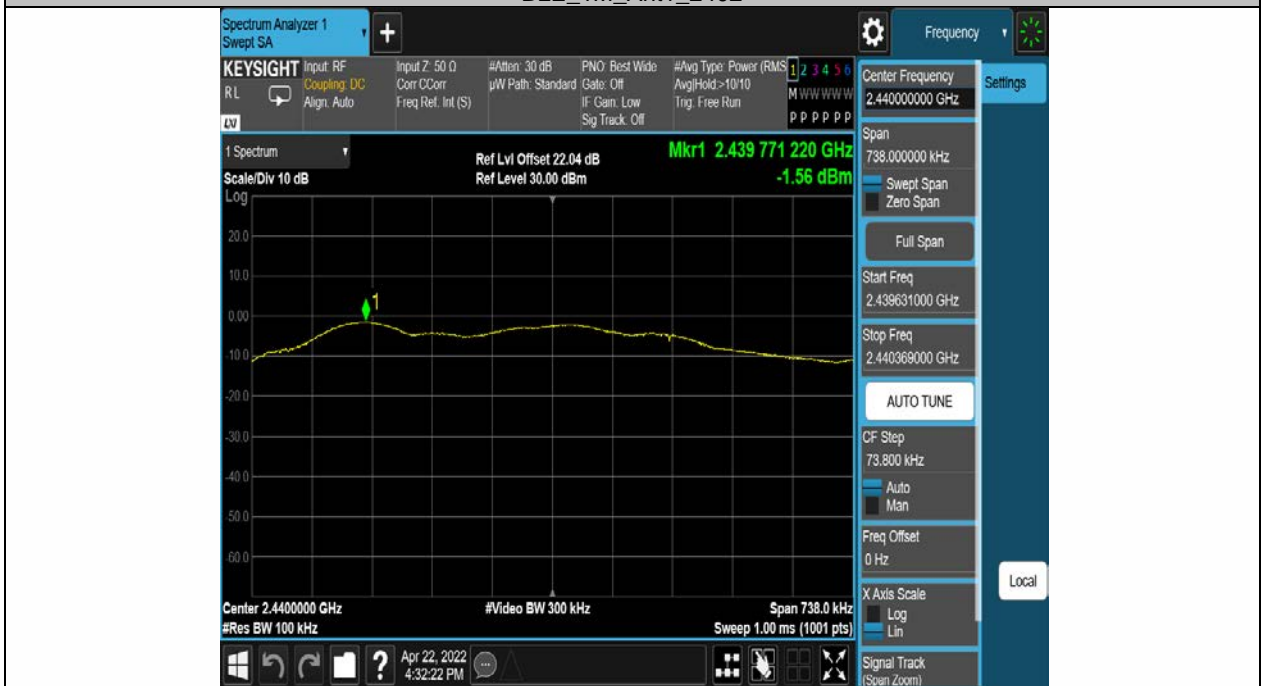 Spectrum Analyzer 1
Swept SA
+
Frequency
KEYSIGHT
RL
LXI
Input: RF
Coupling: DC
Align: Auto
Input Z: 50 Ω
Corr CCorr
Freq Ref: Int (S)
#Atten: 30 dB
µW Path: Standard
PNO: Best Wide
Gate: Off
IF Gain: Low
Sig Track: Off
#Avg Type: Power (RMS
Avg|Hold:>10/10
Trig: Free Run
1 2 3 4 5 6
M W W W W W
P P P P P P
Center Frequency
2.440000000 GHz
Settings
1 Spectrum
Scale/Div 10 dB
Ref Lvl Offset 22.04 dB
Ref Level 30.00 dBm
Mkr1 2.439 771 220 GHz
-1.56 dBm
Span
738.000000 kHz
Swept Span
Zero Span
Full Span
Start Freq
2.439631000 GHz
Stop Freq
2.440369000 GHz
AUTO TUNE
CF Step
73.800 kHz
Auto
Man
Freq Offset
0 Hz
X Axis Scale
Log
Lin
Signal Track
(Span Zoom)
Local
Log
20.0
10.0
0.00
-10.0
-20.0
-30.0
-40.0
-50.0
-60.0
1
Center 2.4400000 GHz
#Res BW 100 kHz
#Video BW 300 kHz
Span 738.0 kHz
Sweep 1.00 ms (1001 pts)
?
Apr 22, 2022
4:32:22 PM